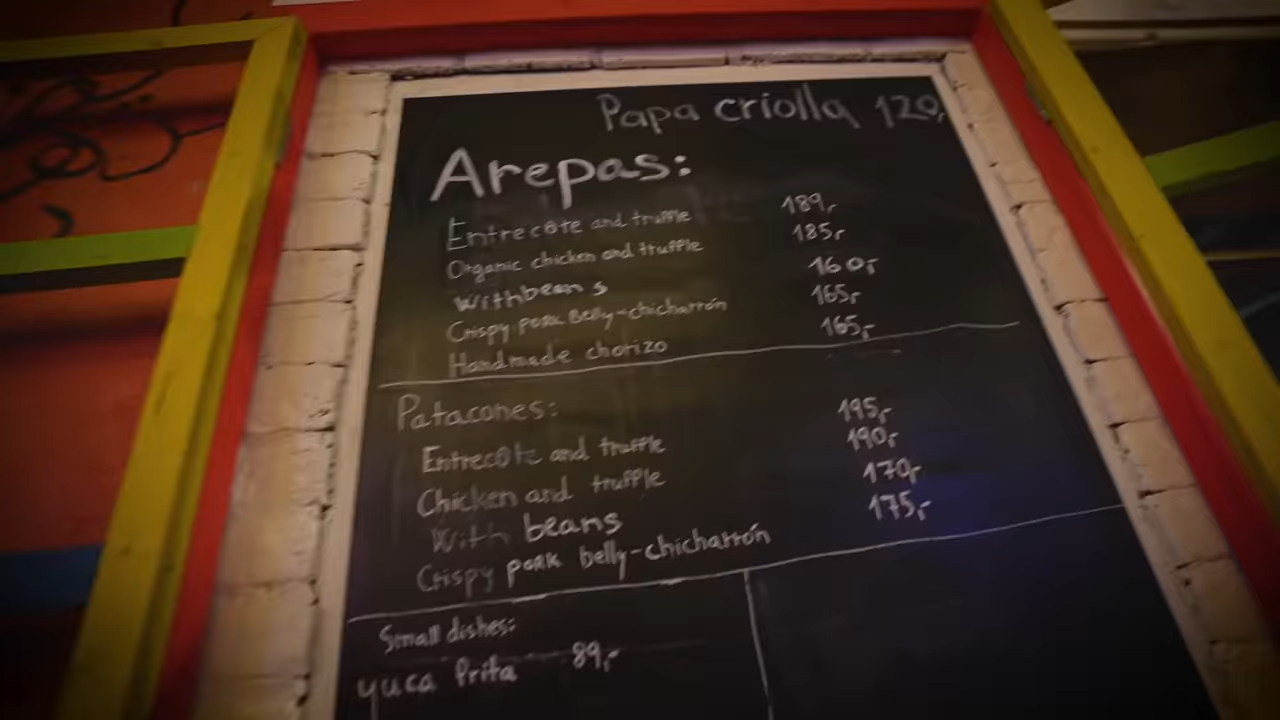 Papa criolla 120,
Arepas:
Entrecôte and truffle 189,-
Organic chicken and truffle 185,-
With beans 160,-
Crispy pork belly-chicharrón 165,-
Handmade chorizo 165,-
Patacones:
Entrecôte and truffle 195,-
Chicken and truffle 190,-
With beans 170,-
Crispy pork belly-chicharrón 175,-
Small dishes:
yuca frita 89,-